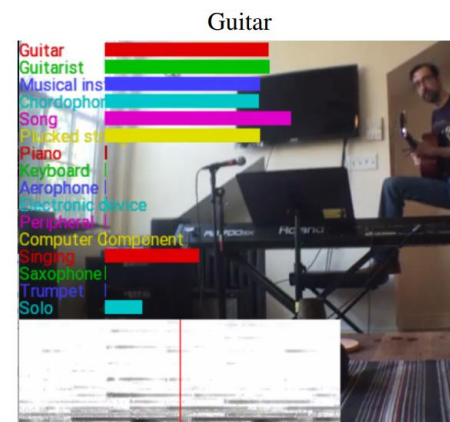 Guitar
Guitar
Guitarist
Musical ins
Chordophon
Song
Plucked st
Piano
Keyboard
Aerophone
Electronic device
Peripheral
Computer Component
Singing
Saxophone
Trumpet
Solo
Roland